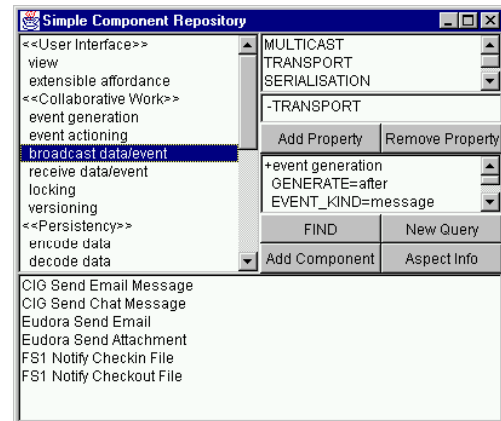 Simple Component Repository
<<User Interface>>
view
extensible affordance
<<Collaborative Work>>
event generation
event actioning
broadcast data/event
receive data/event
locking
versioning
<<Persistency>>
encode data
decode data
MULTICAST
TRANSPORT
SERIALISATION
-TRANSPORT
Add Property
Remove Property
+event generation
GENERATE=after
EVENT_KIND=message
FIND
New Query
Add Component
Aspect Info
CIG Send Email Message
CIG Send Chat Message
Eudora Send Email
Eudora Send Attachment
FS1 Notify Checkin File
FS1 Notify Checkout File